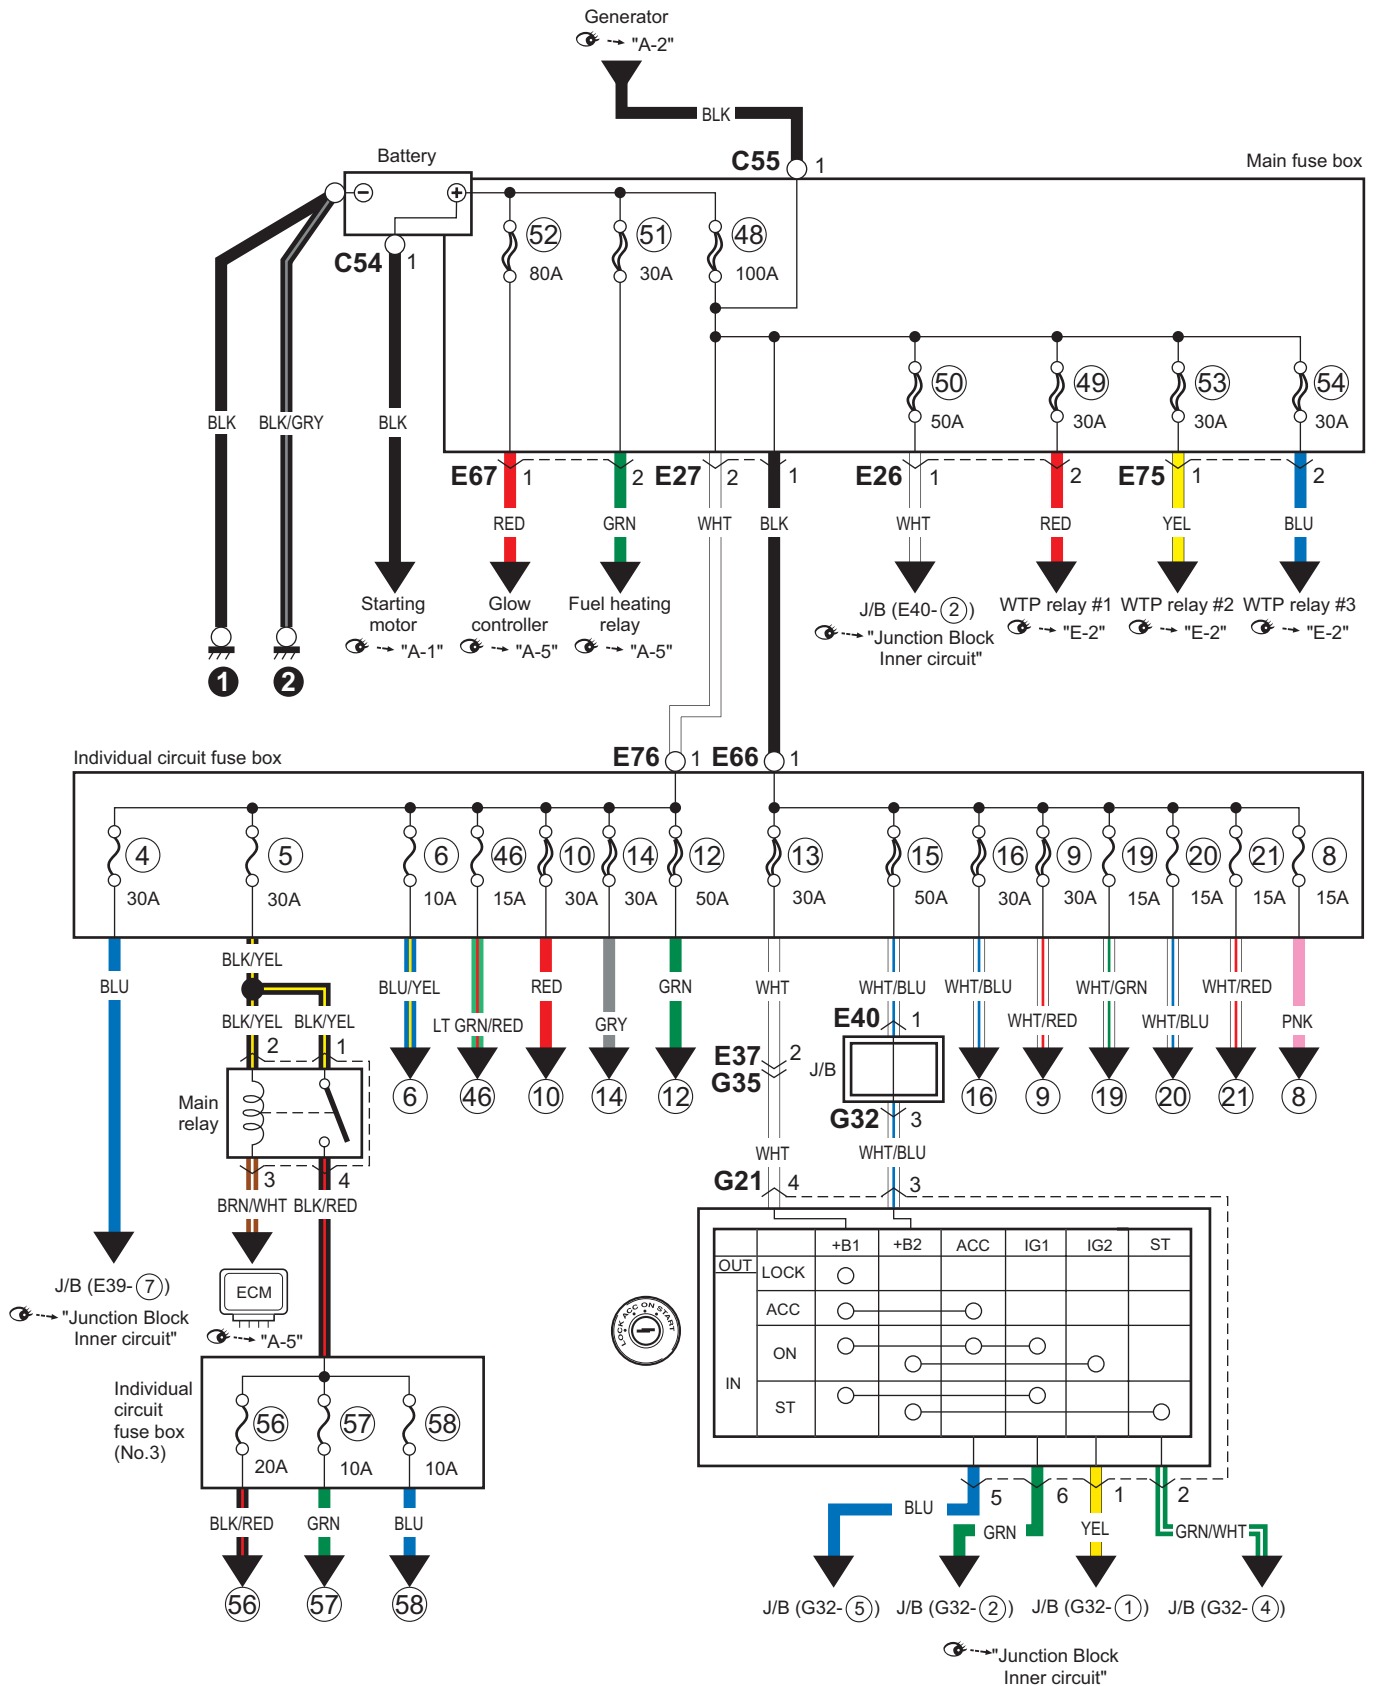 Generator
"A-2"
BLK
Battery
C55 1
Main fuse box
− +
52 51 48
80A 30A 100A
C54 1
50 49 53 54
50A 30A 30A 30A
BLK BLK/GRY BLK
E67 1 2 E27 2 1 E26 1 2 E75 1 2
RED GRN WHT BLK WHT RED YEL BLU
Starting
motor
"A-1"
Glow
controller
"A-5"
Fuel heating
relay
"A-5"
J/B (E40-2)
"Junction Block
Inner circuit"
WTP relay #1
"E-2"
WTP relay #2
"E-2"
WTP relay #3
"E-2"
1 2
Individual circuit fuse box
E76 1 E66 1
4 5 6 46 10 14 12 13 15 16 9 19 20 21 8
30A 30A 10A 15A 30A 30A 50A 30A 50A 30A 30A 15A 15A 15A 15A
BLK/YEL
BLU BLU/YEL RED GRN WHT WHT/BLU WHT/BLU WHT/GRN WHT/RED
BLK/YEL BLK/YEL LT GRN/RED GRY WHT/RED WHT/BLU PNK
E40 1
2 1
E37 2
G35
J/B
6 46 10 14 12 16 9 19 20 21 8
Main
relay
G32 3
WHT WHT/BLU
3 4
G21 4 3
BRN/WHT BLK/RED
+B1 +B2 ACC IG1 IG2 ST
OUT
LOCK
ACC
ON
IN
ST
LOCK ACC ON START
J/B (E39-7)
"Junction Block
Inner circuit"
ECM
"A-5"
Individual
circuit
fuse box
(No.3)
56 57 58
20A 10A 10A
BLK/RED GRN BLU
56 57 58
5 6 1 2
BLU GRN YEL GRN/WHT
J/B (G32-5) J/B (G32-2) J/B (G32-1) J/B (G32-4)
"Junction Block
Inner circuit"